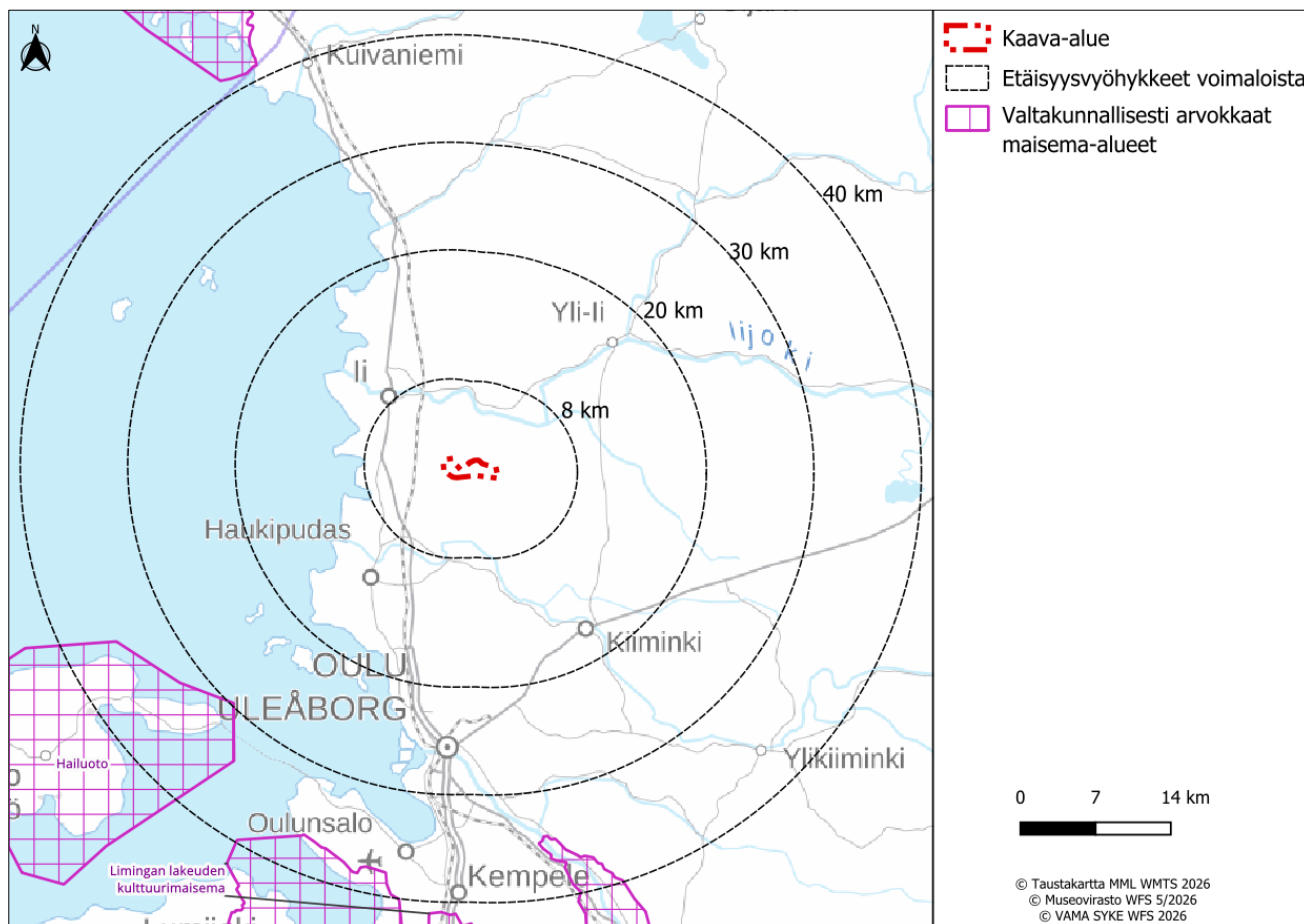 N
Kuivaniemi
40 km
30 km
20 km
Yli-Ii
Iijoki
Ii
8 km
Haukipudas
Kiiminki
OULU
ULEÅBORG
Ylikiiminki
Hailuoto
Oulunsalo
Limingan lakeuden
kulttuurimaisema
Kempele
Kaava-alue
Etäisyysvyöhykkeet voimaloista
Valtakunnallisesti arvokkaat
maisema-alueet
0 7 14 km
© Taustakartta MML WMTS 2026
© Museovirasto WFS 5/2026
© VAMA SYKE WFS 2026